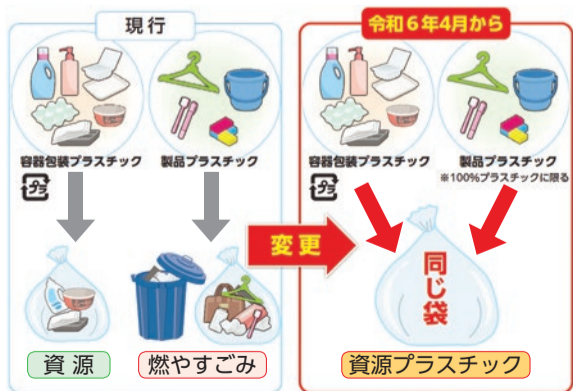 現行
容器包装プラスチック
プラ
製品プラスチック
資源
燃やすごみ
変更
令和6年4月から
容器包装プラスチック
プラ
製品プラスチック
※100%プラスチックに限る
同じ袋
資源プラスチック